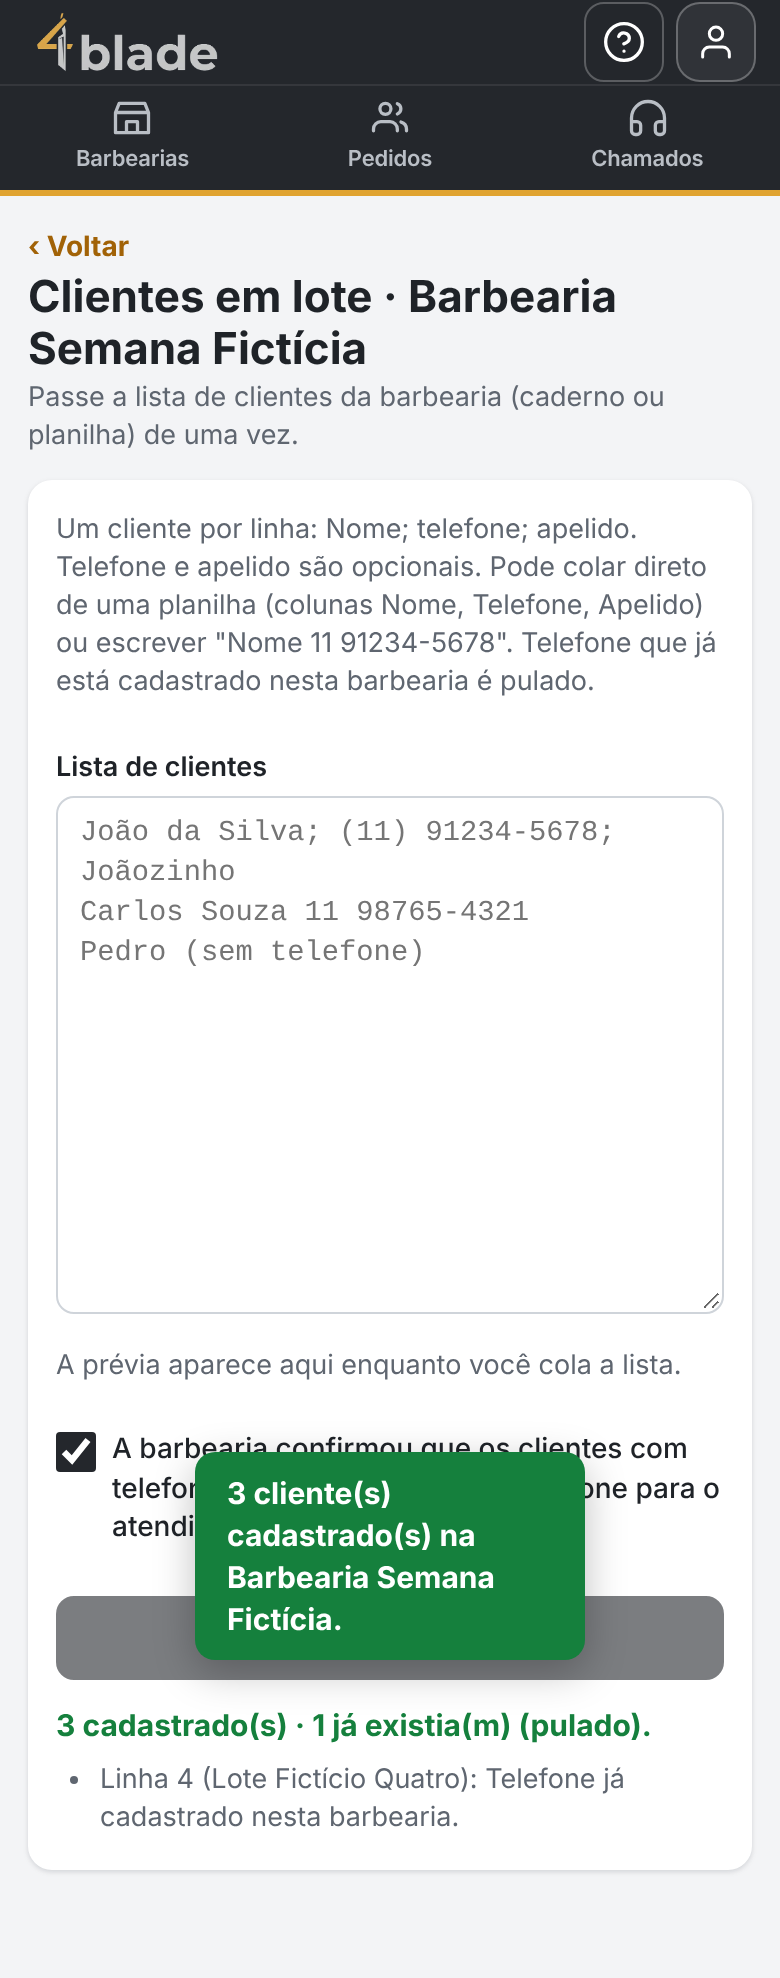 4blade
Barbearias
Pedidos
Chamados
‹ Voltar
Clientes em lote · Barbearia
Semana Fictícia
Passe a lista de clientes da barbearia (caderno ou
planilha) de uma vez.
Um cliente por linha: Nome; telefone; apelido.
Telefone e apelido são opcionais. Pode colar direto
de uma planilha (colunas Nome, Telefone, Apelido)
ou escrever "Nome 11 91234-5678". Telefone que já
está cadastrado nesta barbearia é pulado.
Lista de clientes
João da Silva; (11) 91234-5678;
Joãozinho
Carlos Souza 11 98765-4321
Pedro (sem telefone)
A prévia aparece aqui enquanto você cola a lista.
A barbearia confirmou que os clientes com
para o
3 cliente(s)
cadastrado(s) na
Barbearia Semana
Fictícia.
3 cadastrado(s) · 1 já existia(m) (pulado).
• Linha 4 (Lote Fictício Quatro): Telefone já
cadastrado nesta barbearia.